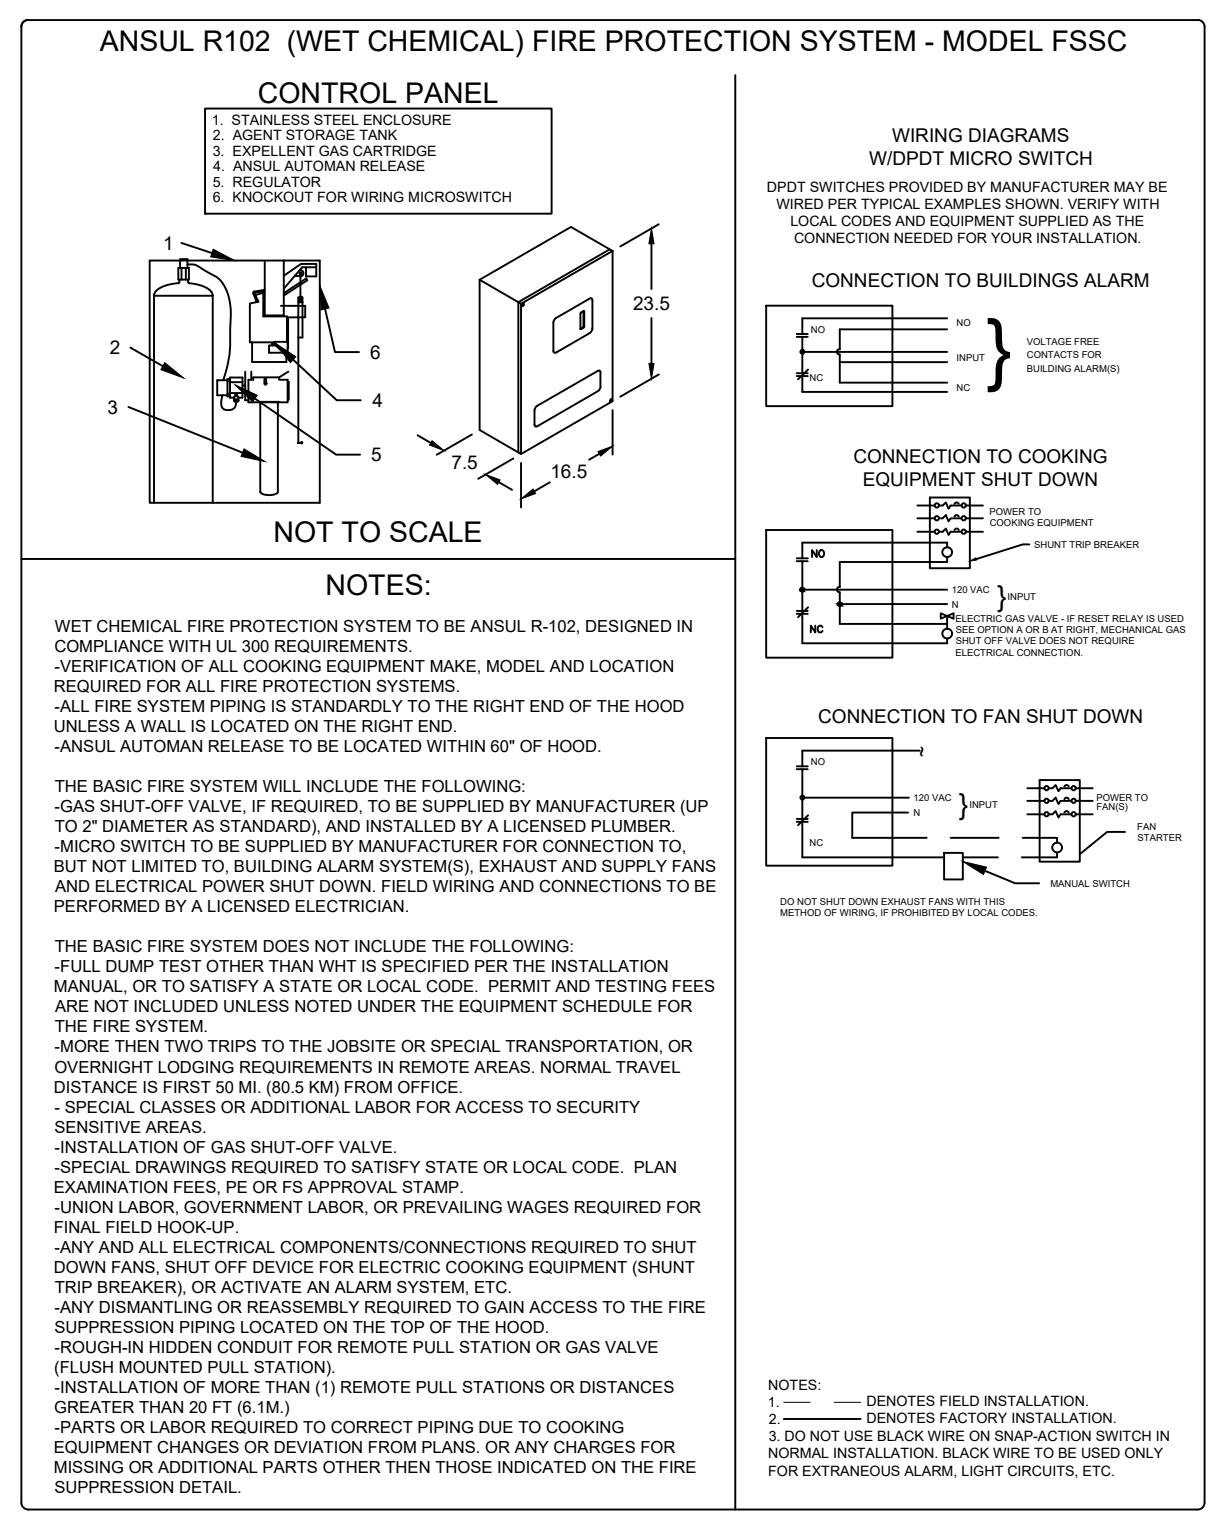 ANSUL R102 (WET CHEMICAL) FIRE PROTECTION SYSTEM - MODEL FSSC
CONTROL PANEL
1. STAINLESS STEEL ENCLOSURE
2. AGENT STORAGE TANK
3. EXPELLENT GAS CARTRIDGE
4. ANSUL AUTOMAN RELEASE
5. REGULATOR
6. KNOCKOUT FOR WIRING MICROSWITCH
1
2
3
6
4
5
23.5
7.5
16.5
NOT TO SCALE
NOTES:
WET CHEMICAL FIRE PROTECTION SYSTEM TO BE ANSUL R-102, DESIGNED IN
COMPLIANCE WITH UL 300 REQUIREMENTS.
-VERIFICATION OF ALL COOKING EQUIPMENT MAKE, MODEL AND LOCATION
REQUIRED FOR ALL FIRE PROTECTION SYSTEMS.
-ALL FIRE SYSTEM PIPING IS STANDARDLY TO THE RIGHT END OF THE HOOD
UNLESS A WALL IS LOCATED ON THE RIGHT END.
-ANSUL AUTOMAN RELEASE TO BE LOCATED WITHIN 60" OF HOOD.
THE BASIC FIRE SYSTEM WILL INCLUDE THE FOLLOWING:
-GAS SHUT-OFF VALVE, IF REQUIRED, TO BE SUPPLIED BY MANUFACTURER (UP
TO 2" DIAMETER AS STANDARD), AND INSTALLED BY A LICENSED PLUMBER.
-MICRO SWITCH TO BE SUPPLIED BY MANUFACTURER FOR CONNECTION TO,
BUT NOT LIMITED TO, BUILDING ALARM SYSTEM(S), EXHAUST AND SUPPLY FANS
AND ELECTRICAL POWER SHUT DOWN. FIELD WIRING AND CONNECTIONS TO BE
PERFORMED BY A LICENSED ELECTRICIAN.
THE BASIC FIRE SYSTEM DOES NOT INCLUDE THE FOLLOWING:
-FULL DUMP TEST OTHER THAN WHT IS SPECIFIED PER THE INSTALLATION
MANUAL, OR TO SATISFY A STATE OR LOCAL CODE. PERMIT AND TESTING FEES
ARE NOT INCLUDED UNLESS NOTED UNDER THE EQUIPMENT SCHEDULE FOR
THE FIRE SYSTEM.
-MORE THEN TWO TRIPS TO THE JOBSITE OR SPECIAL TRANSPORTATION, OR
OVERNIGHT LODGING REQUIREMENTS IN REMOTE AREAS. NORMAL TRAVEL
DISTANCE IS FIRST 50 MI. (80.5 KM) FROM OFFICE.
- SPECIAL CLASSES OR ADDITIONAL LABOR FOR ACCESS TO SECURITY
SENSITIVE AREAS.
-INSTALLATION OF GAS SHUT-OFF VALVE.
-SPECIAL DRAWINGS REQUIRED TO SATISFY STATE OR LOCAL CODE. PLAN
EXAMINATION FEES, PE OR FS APPROVAL STAMP.
-UNION LABOR, GOVERNMENT LABOR, OR PREVAILING WAGES REQUIRED FOR
FINAL FIELD HOOK-UP.
-ANY AND ALL ELECTRICAL COMPONENTS/CONNECTIONS REQUIRED TO SHUT
DOWN FANS, SHUT OFF DEVICE FOR ELECTRIC COOKING EQUIPMENT (SHUNT
TRIP BREAKER), OR ACTIVATE AN ALARM SYSTEM, ETC.
-ANY DISMANTLING OR REASSEMBLY REQUIRED TO GAIN ACCESS TO THE FIRE
SUPPRESSION PIPING LOCATED ON THE TOP OF THE HOOD.
-ROUGH-IN HIDDEN CONDUIT FOR REMOTE PULL STATION OR GAS VALVE
(FLUSH MOUNTED PULL STATION).
-INSTALLATION OF MORE THAN (1) REMOTE PULL STATIONS OR DISTANCES
GREATER THAN 20 FT (6.1M.)
-PARTS OR LABOR REQUIRED TO CORRECT PIPING DUE TO COOKING
EQUIPMENT CHANGES OR DEVIATION FROM PLANS. OR ANY CHARGES FOR
MISSING OR ADDITIONAL PARTS OTHER THEN THOSE INDICATED ON THE FIRE
SUPPRESSION DETAIL.
WIRING DIAGRAMS
W/DPDT MICRO SWITCH
DPDT SWITCHES PROVIDED BY MANUFACTURER MAY BE
WIRED PER TYPICAL EXAMPLES SHOWN. VERIFY WITH
LOCAL CODES AND EQUIPMENT SUPPLIED AS THE
CONNECTION NEEDED FOR YOUR INSTALLATION.
CONNECTION TO BUILDINGS ALARM
NO
NC
NO
INPUT
NC
VOLTAGE FREE
CONTACTS FOR
BUILDING ALARM(S)
CONNECTION TO COOKING
EQUIPMENT SHUT DOWN
POWER TO
COOKING EQUIPMENT
SHUNT TRIP BREAKER
NO
NC
120 VAC
N
INPUT
ELECTRIC GAS VALVE - IF RESET RELAY IS USED
SEE OPTION A OR B AT RIGHT, MECHANICAL GAS
SHUT OFF VALVE DOES NOT REQUIRE
ELECTRICAL CONNECTION.
CONNECTION TO FAN SHUT DOWN
NO
NC
120 VAC
N
INPUT
POWER TO
FAN(S)
FAN
STARTER
MANUAL SWITCH
DO NOT SHUT DOWN EXHAUST FANS WITH THIS
METHOD OF WIRING, IF PROHIBITED BY LOCAL CODES.
NOTES:
1. DENOTES FIELD INSTALLATION.
2. DENOTES FACTORY INSTALLATION.
3. DO NOT USE BLACK WIRE ON SNAP-ACTION SWITCH IN
NORMAL INSTALLATION. BLACK WIRE TO BE USED ONLY
FOR EXTRANEOUS ALARM, LIGHT CIRCUITS, ETC.